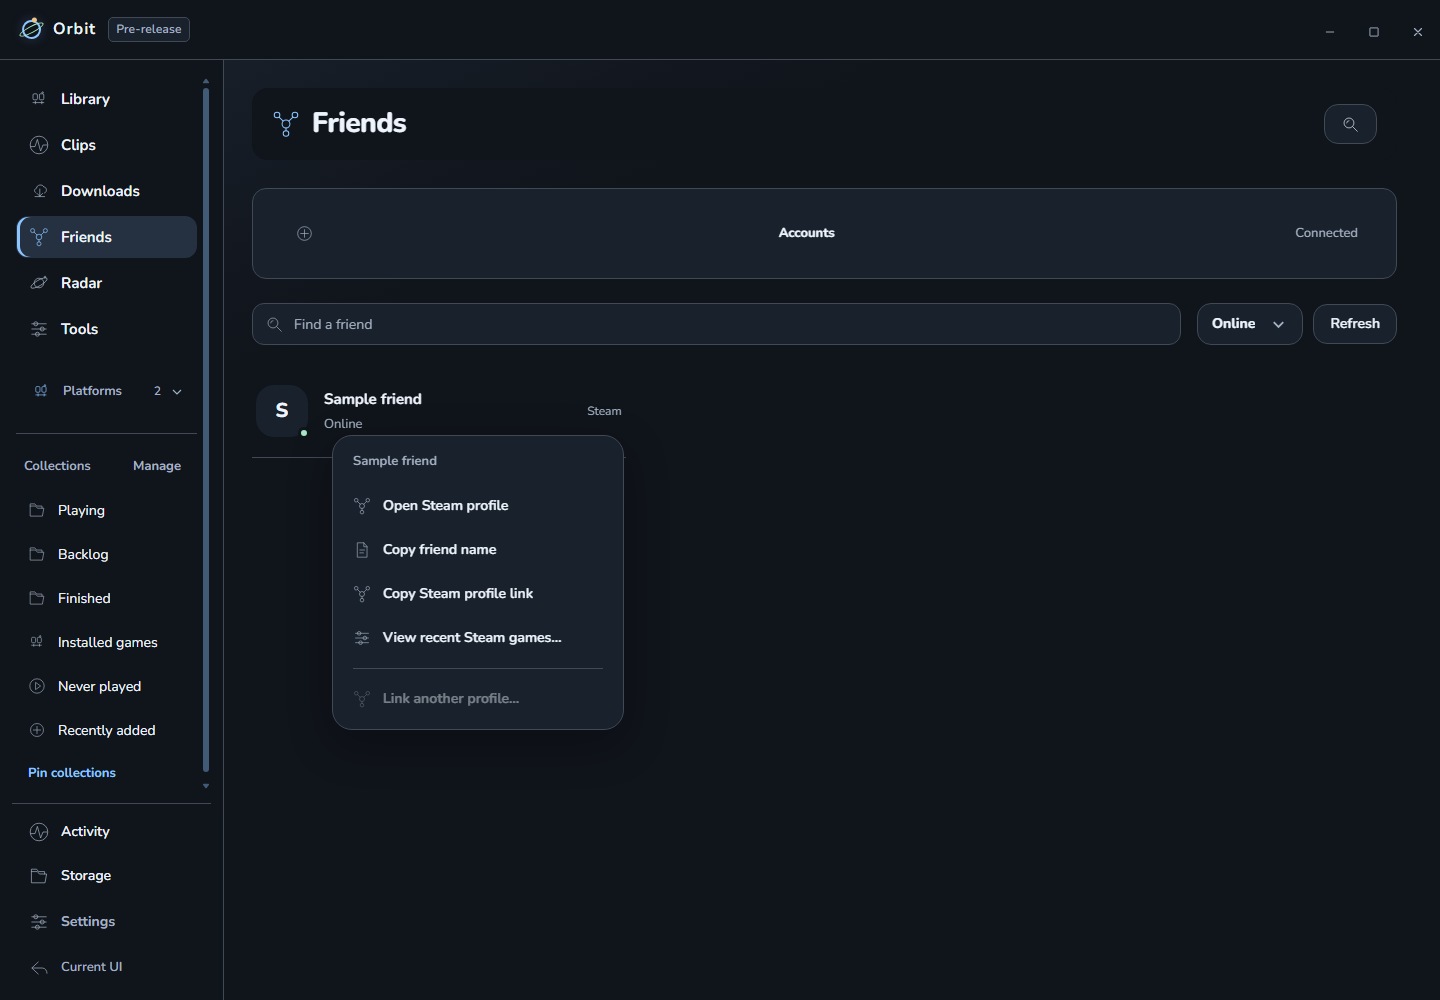 Orbit Pre-release
Library
Clips
Downloads
Friends
Radar
Tools
Platforms 2
Collections Manage
Playing
Backlog
Finished
Installed games
Never played
Recently added
Pin collections
Activity
Storage
Settings
Current UI
Friends
Accounts Connected
Find a friend Online Refresh
S
Sample friend
Online
Steam
Sample friend
Open Steam profile
Copy friend name
Copy Steam profile link
View recent Steam games...
Link another profile...